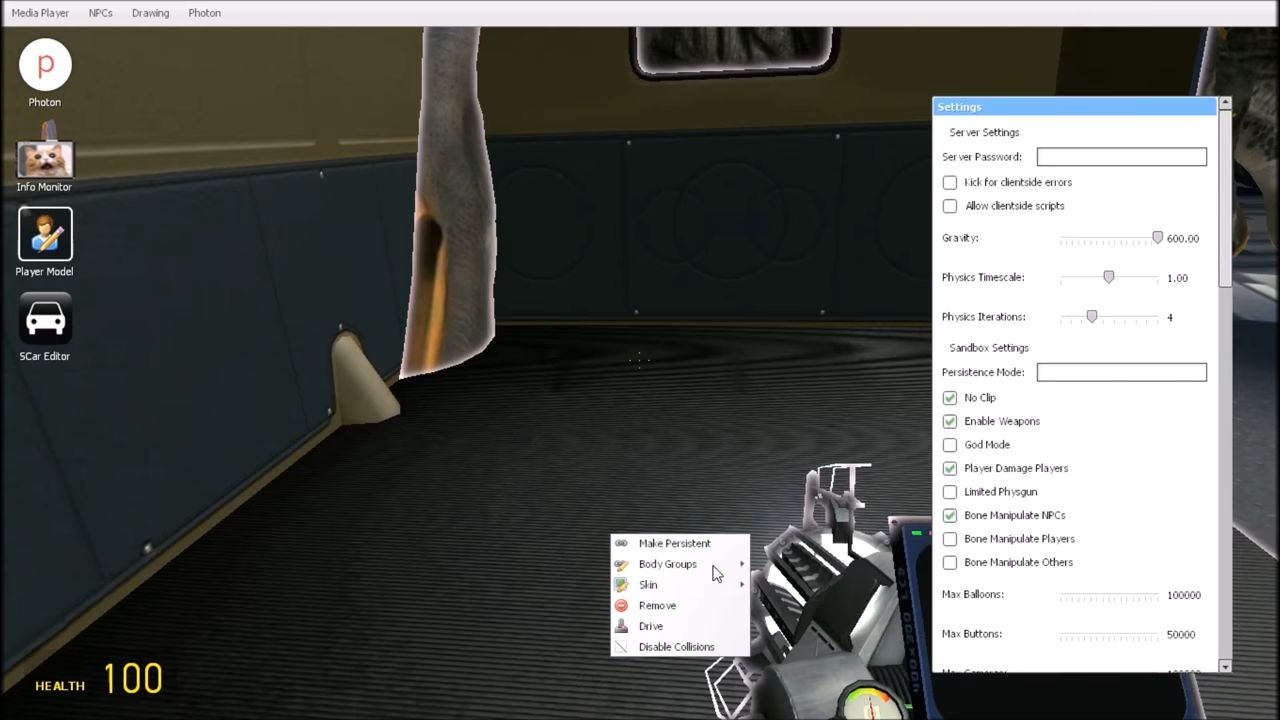 Media Player NPCs Drawing Photon
p
Photon
Info Monitor
Player Model
SCar Editor
Settings
Server Settings
Server Password:
Kick for clientside errors
Allow clientside scripts
Gravity: 600.00
Physics Timescale: 1.00
Physics Iterations: 4
Sandbox Settings
Persistence Mode:
No Clip
Enable Weapons
God Mode
Player Damage Players
Limited Physgun
Bone Manipulate NPCs
Bone Manipulate Players
Bone Manipulate Others
Max Balloons: 100000
Max Buttons: 50000
Make Persistent
Body Groups
Skin
Remove
Drive
Disable Collisions
HEALTH 100